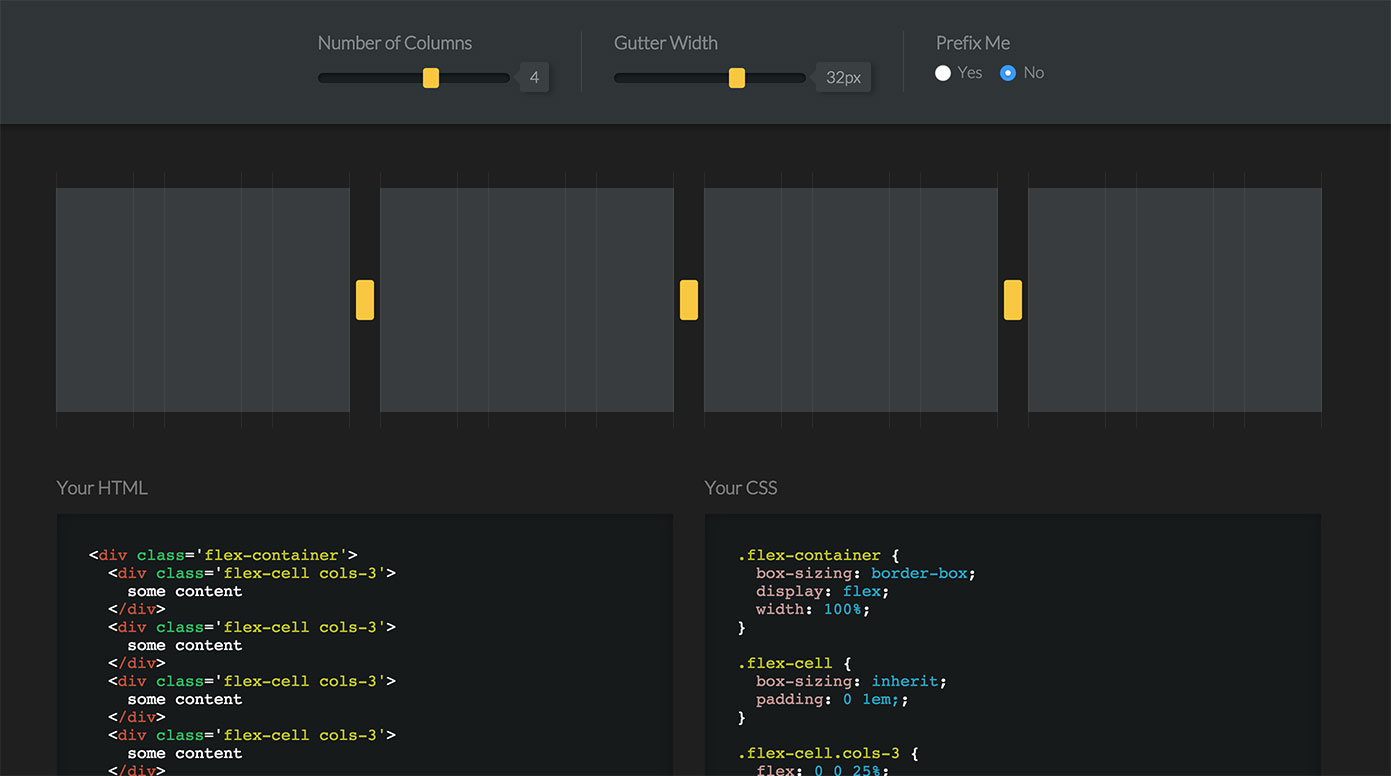 Number of Columns
4
Gutter Width
32px
Prefix Me
Yes
No
Your HTML
<div class='flex-container'>
<div class='flex-cell cols-3'>
some content
</div>
<div class='flex-cell cols-3'>
some content
</div>
<div class='flex-cell cols-3'>
some content
</div>
<div class='flex-cell cols-3'>
some content
</div>
Your CSS
.flex-container {
box-sizing: border-box;
display: flex;
width: 100%;
}
.flex-cell {
box-sizing: inherit;
padding: 0 1em;;
}
.flex-cell.cols-3 {
flex: 0 0 25%;